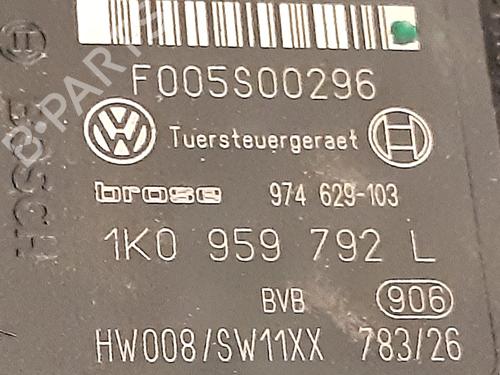 F005S00296
Tuersteuergeraet
brose 974 629-103
1K0 959 792 L
BVB 906
HW008/SW11XX 783/26
BOSCH
B-PARTS